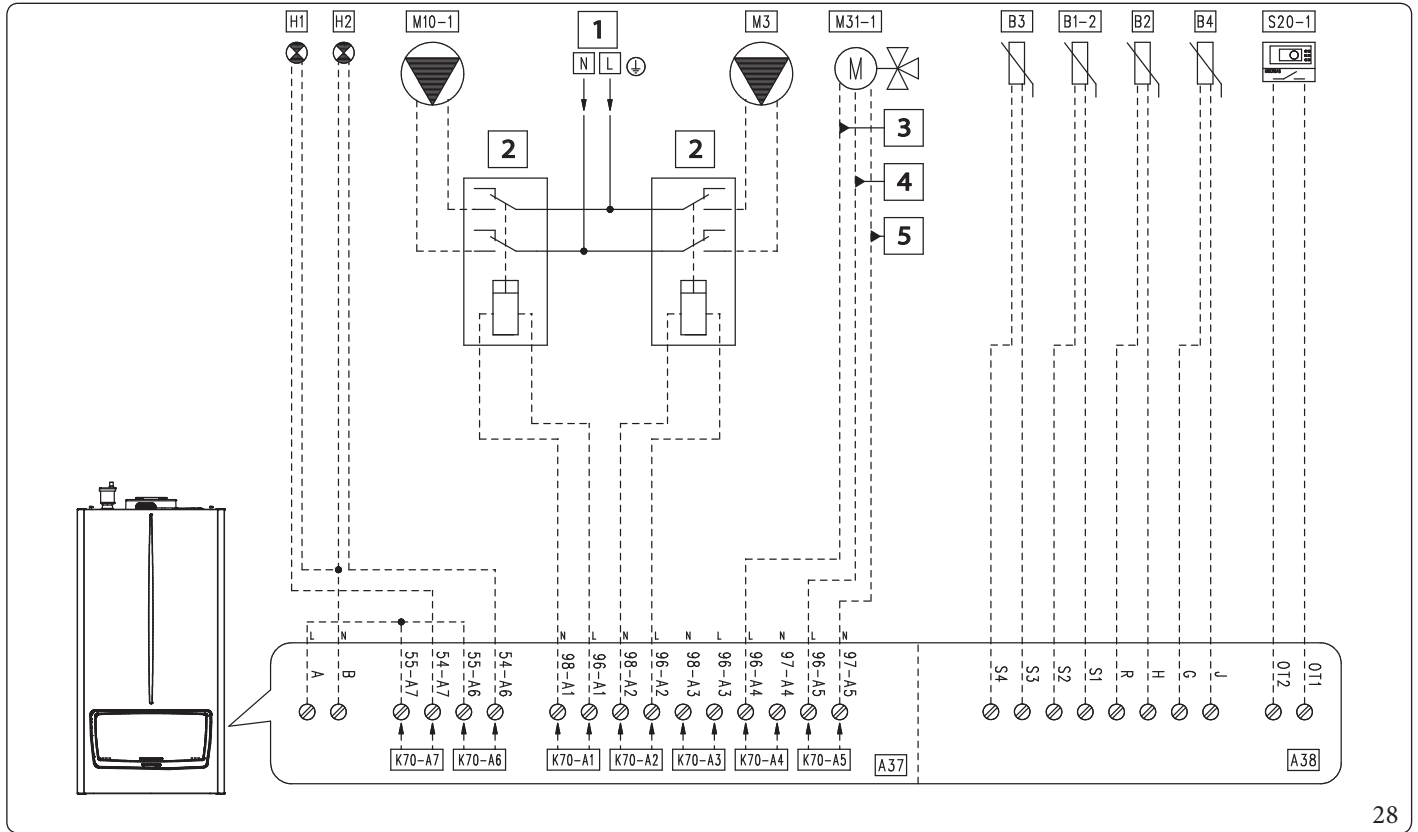 H1 H2 M10-1 1 M3 M31-1 B3 B1-2 B2 B4 S20-1
N L
M
2 2 3
4
5
L N N L N L N L L N L N
A B 55-A7 54-A7 55-A6 54-A6 98-A1 96-A1 98-A2 96-A2 98-A3 96-A3 96-A4 97-A4 96-A5 97-A5 S4 S3 S2 S1 R H G J OT2 OT1
K70-A7 K70-A6 K70-A1 K70-A2 K70-A3 K70-A4 K70-A5 A37 A38
28